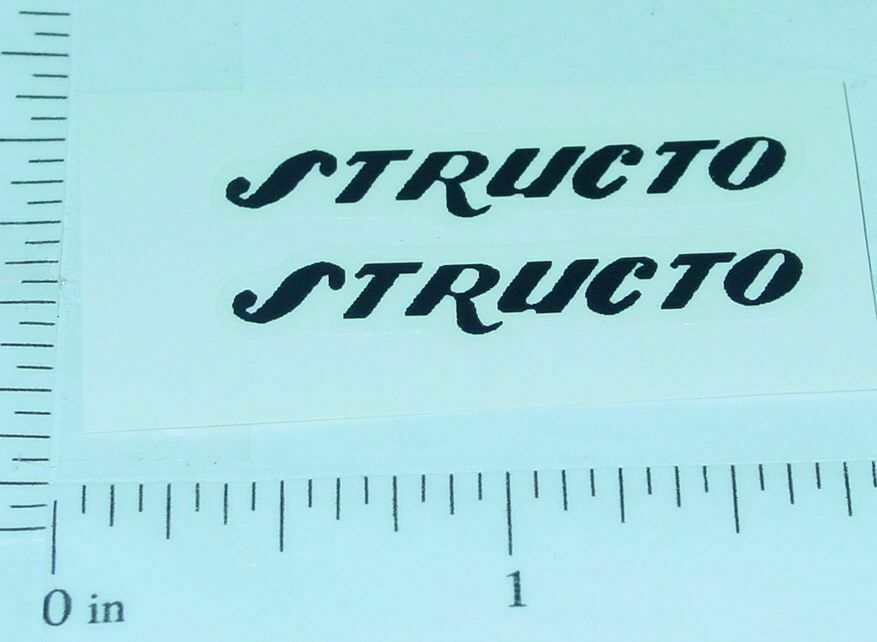 STRUCTO
STRUCTO
0 in
1